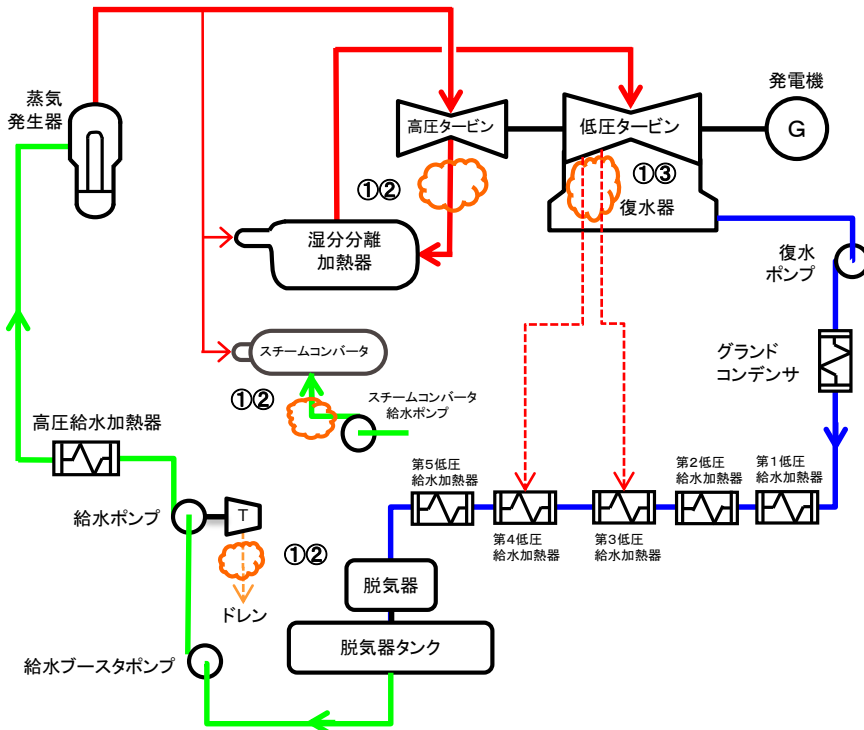 蒸気
発生器
高圧タービン
低圧タービン
発電機
G
①②
①③
復水器
湿分分離
加熱器
復水
ポンプ
スチームコンバータ
グランド
コンデンサ
①②
スチームコンバータ
給水ポンプ
高圧給水加熱器
第5低圧
給水加熱器
第2低圧
給水加熱器
第1低圧
給水加熱器
給水ポンプ
T
第4低圧
給水加熱器
第3低圧
給水加熱器
①②
脱気器
ドレン
脱気器タンク
給水ブースタポンプ